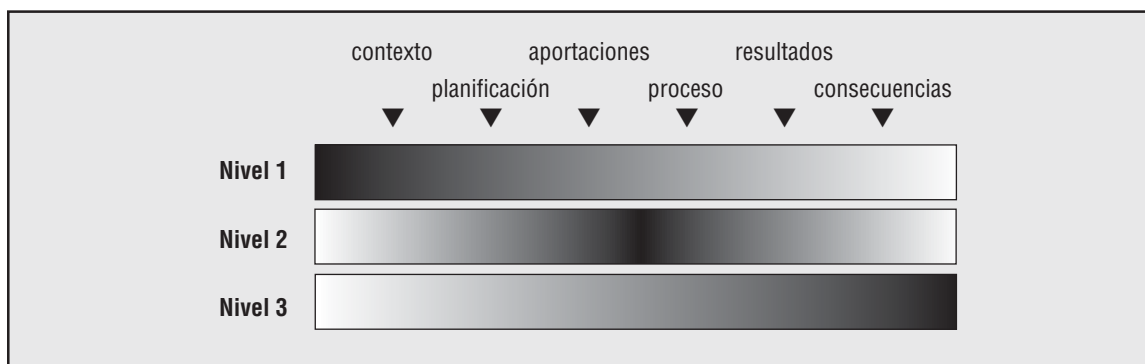 contexto aportaciones resultados
planificación proceso consecuencias
Nivel 1
Nivel 2
Nivel 3